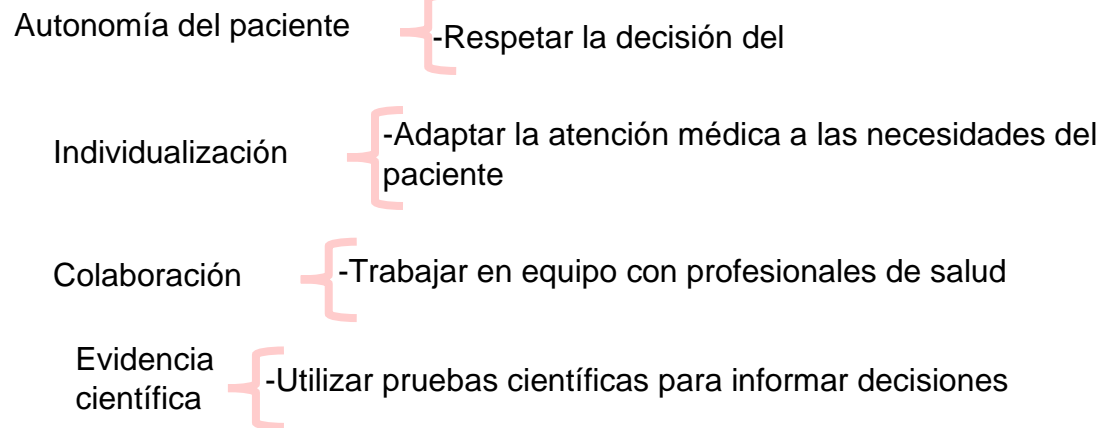 Autonomía del paciente
-Respetar la decisión del
Individualización
-Adaptar la atención médica a las necesidades del
paciente
Colaboración
-Trabajar en equipo con profesionales de salud
Evidencia
científica
-Utilizar pruebas científicas para informar decisiones